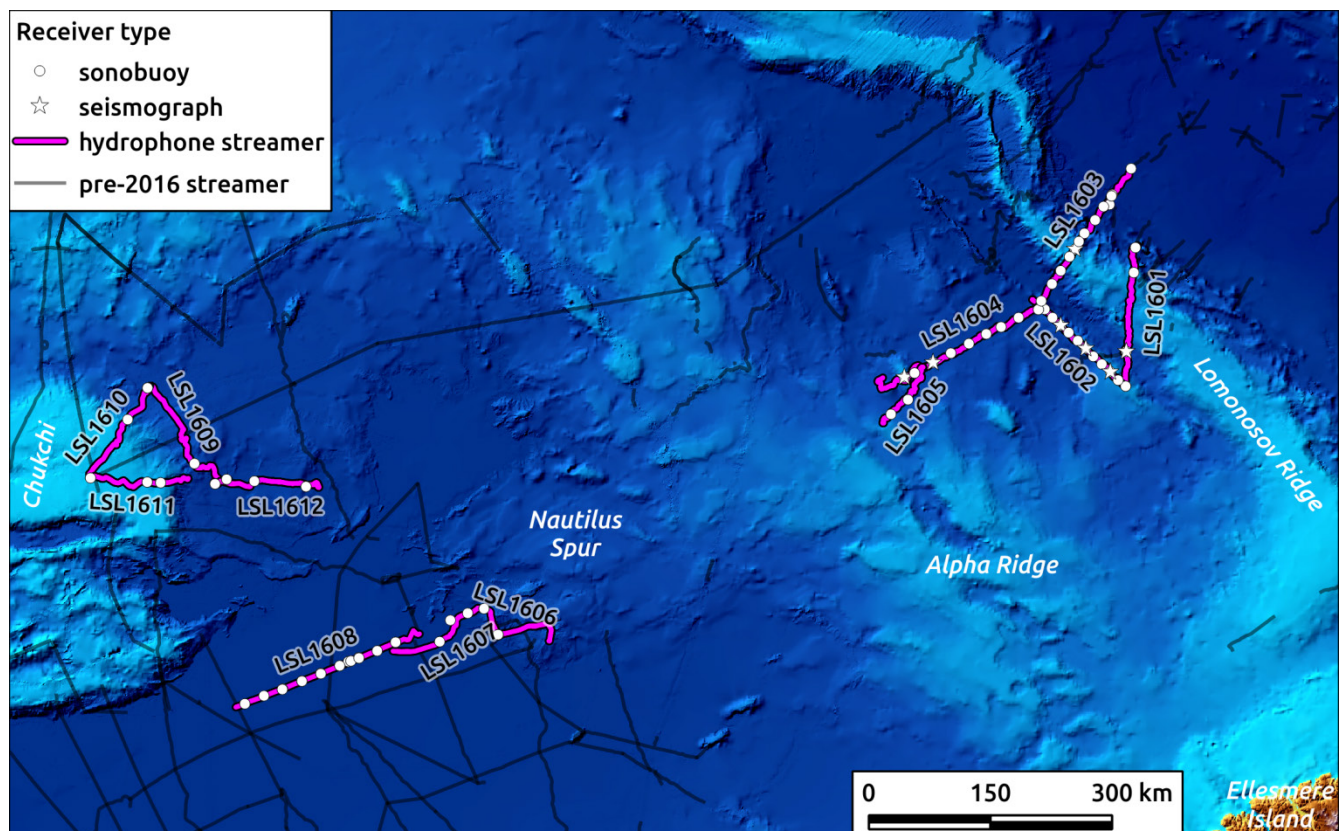 Receiver type
sonobuoy
seismograph
hydrophone streamer
pre-2016 streamer
LSL1603
LSL1601
LSL1604
LSL1602
LSL1605
Lomonosov Ridge
LSL1610
LSL1609
Chukchi
LSL1611
LSL1612
Nautilus
Spur
Alpha Ridge
LSL1606
LSL1607
LSL1608
0 150 300 km
Ellesmere
Island